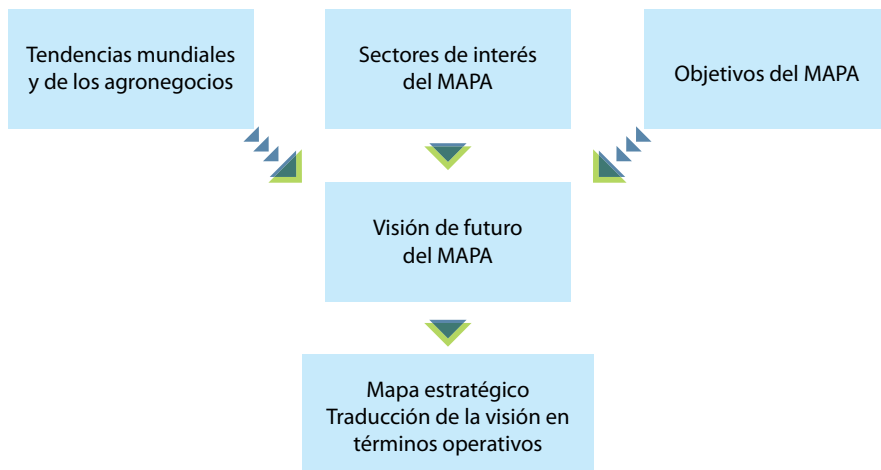 Tendencias mundiales
y de los agronegocios
Sectores de interés
del MAPA
Objetivos del MAPA
Visión de futuro
del MAPA
Mapa estratégico
Traducción de la visión en
términos operativos